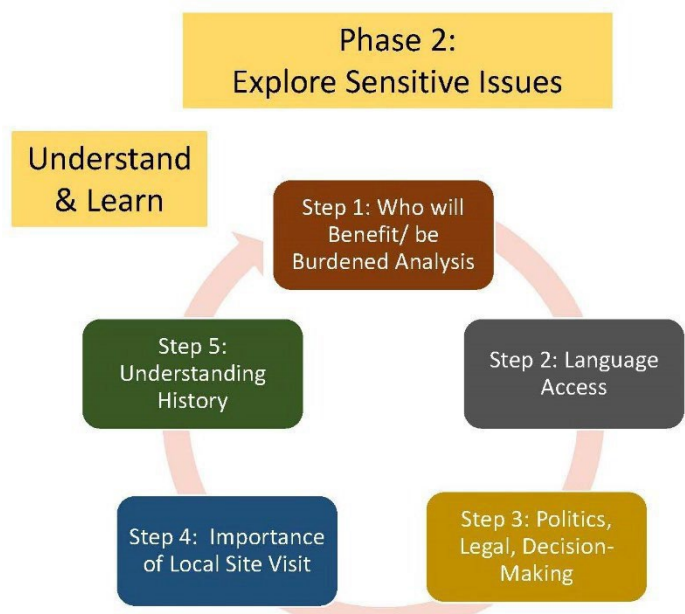 Phase 2:
Explore Sensitive Issues
Understand
& Learn
Step 1: Who will
Benefit/ be
Burdened Analysis
Step 2: Language
Access
Step 3: Politics,
Legal, Decision-
Making
Step 4: Importance
of Local Site Visit
Step 5:
Understanding
History